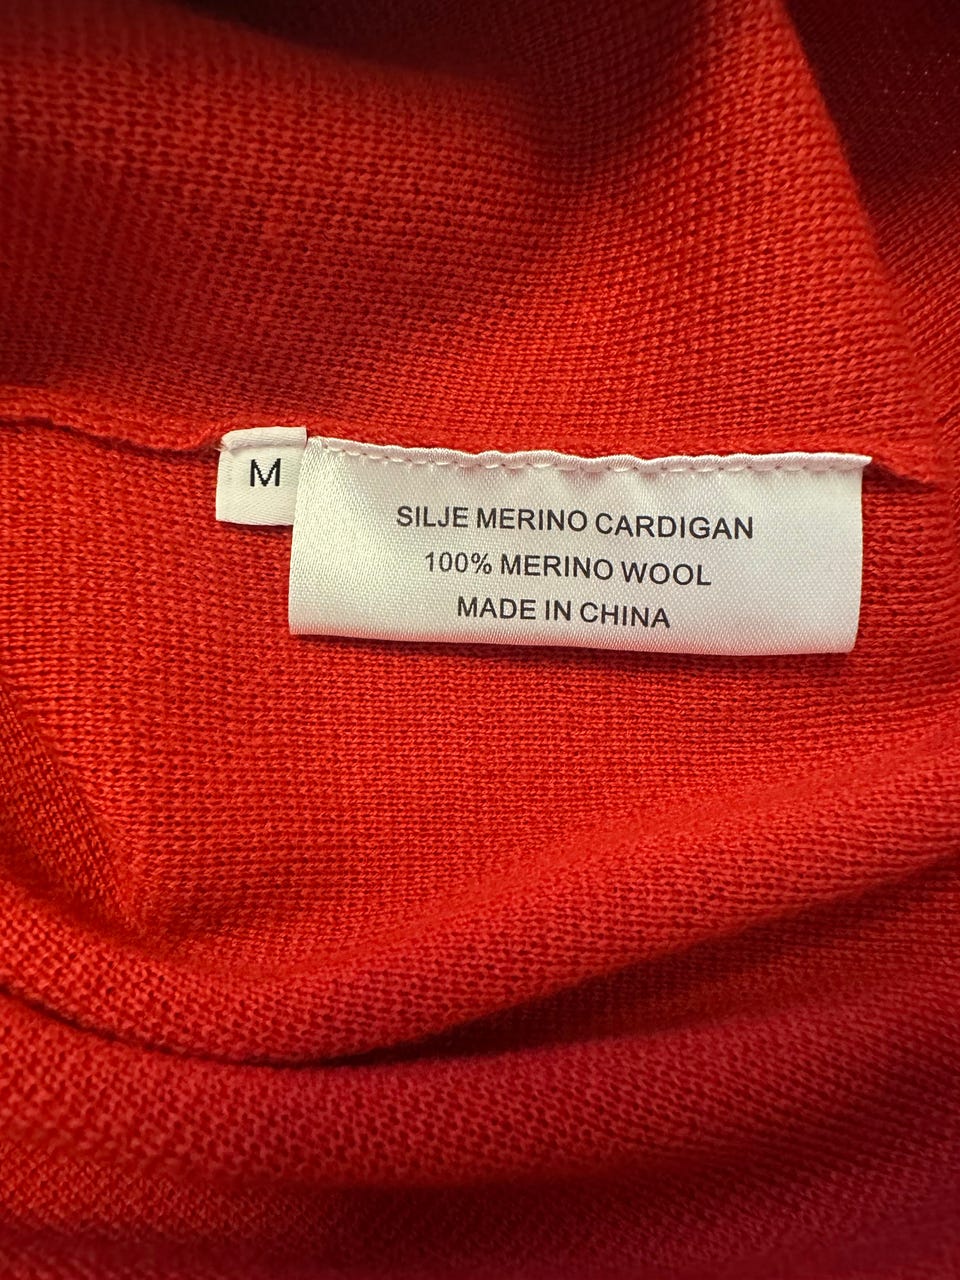 M
SILJE MERINO CARDIGAN
100% MERINO WOOL
MADE IN CHINA